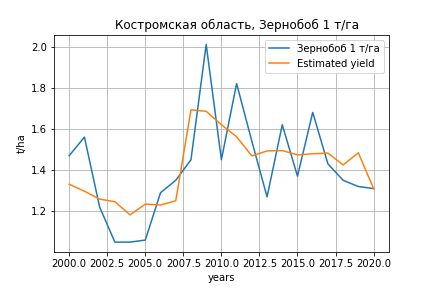 Костромская область, Зернобоб 1 т/га
Зернобоб 1 т/га
Estimated yield
t/ha
2.0
1.8
1.6
1.4
1.2
2000.0 2002.5 2005.0 2007.5 2010.0 2012.5 2015.0 2017.5 2020.0
years